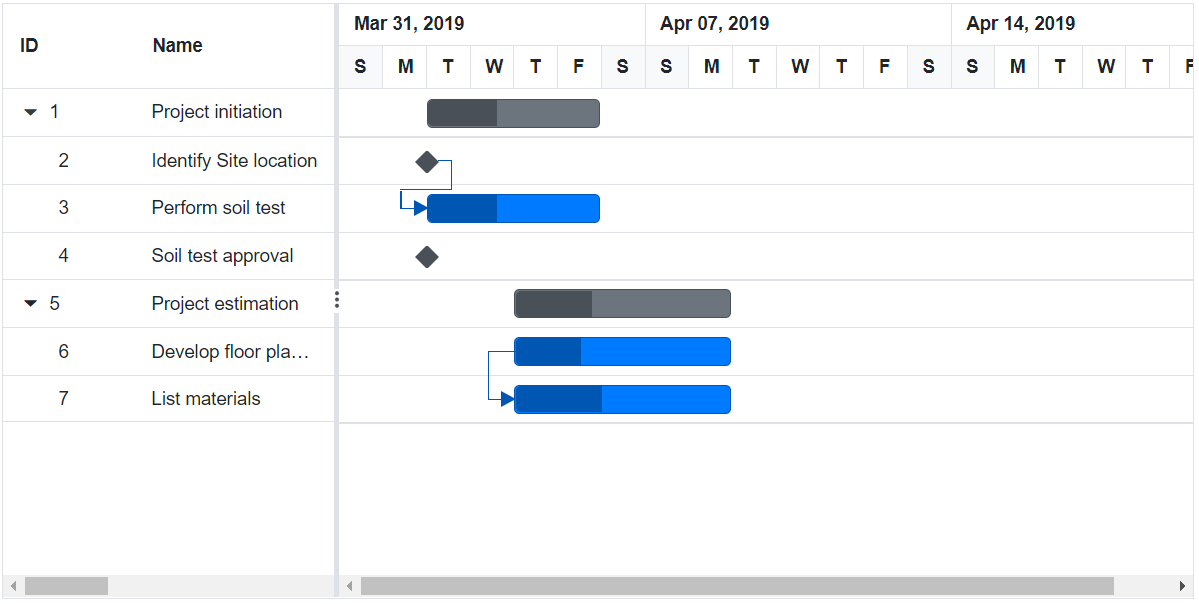 ID Name Mar 31, 2019 Apr 07, 2019 Apr 14, 2019
S M T W T F S S M T W T F S S M T W T F
1 Project initiation
2 Identify Site location
3 Perform soil test
4 Soil test approval
5 Project estimation
6 Develop floor pla...
7 List materials